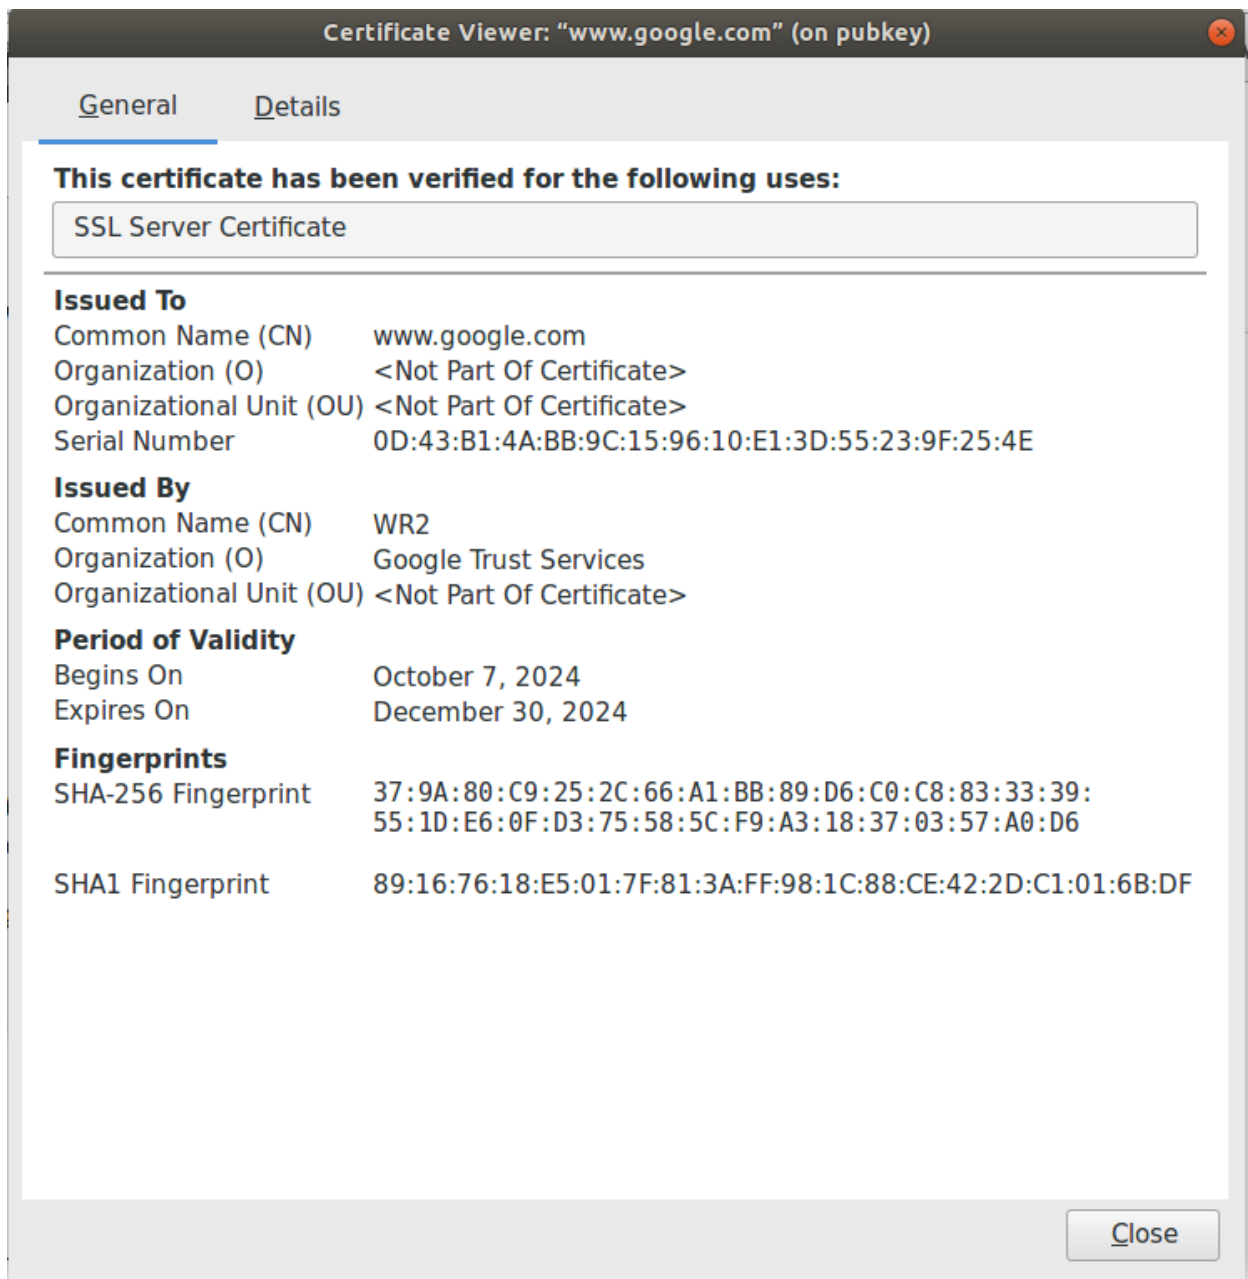 Certificate Viewer: “www.google.com” (on pubkey)
General Details
This certificate has been verified for the following uses:
SSL Server Certificate
Issued To
Common Name (CN) www.google.com
Organization (O) <Not Part Of Certificate>
Organizational Unit (OU) <Not Part Of Certificate>
Serial Number 0D:43:B1:4A:BB:9C:15:96:10:E1:3D:55:23:9F:25:4E
Issued By
Common Name (CN) WR2
Organization (O) Google Trust Services
Organizational Unit (OU) <Not Part Of Certificate>
Period of Validity
Begins On October 7, 2024
Expires On December 30, 2024
Fingerprints
SHA-256 Fingerprint 37:9A:80:C9:25:2C:66:A1:BB:89:D6:C0:C8:83:33:39:
55:1D:E6:0F:D3:75:58:5C:F9:A3:18:37:03:57:A0:D6
SHA1 Fingerprint 89:16:76:18:E5:01:7F:81:3A:FF:98:1C:88:CE:42:2D:C1:01:6B:DF
Close